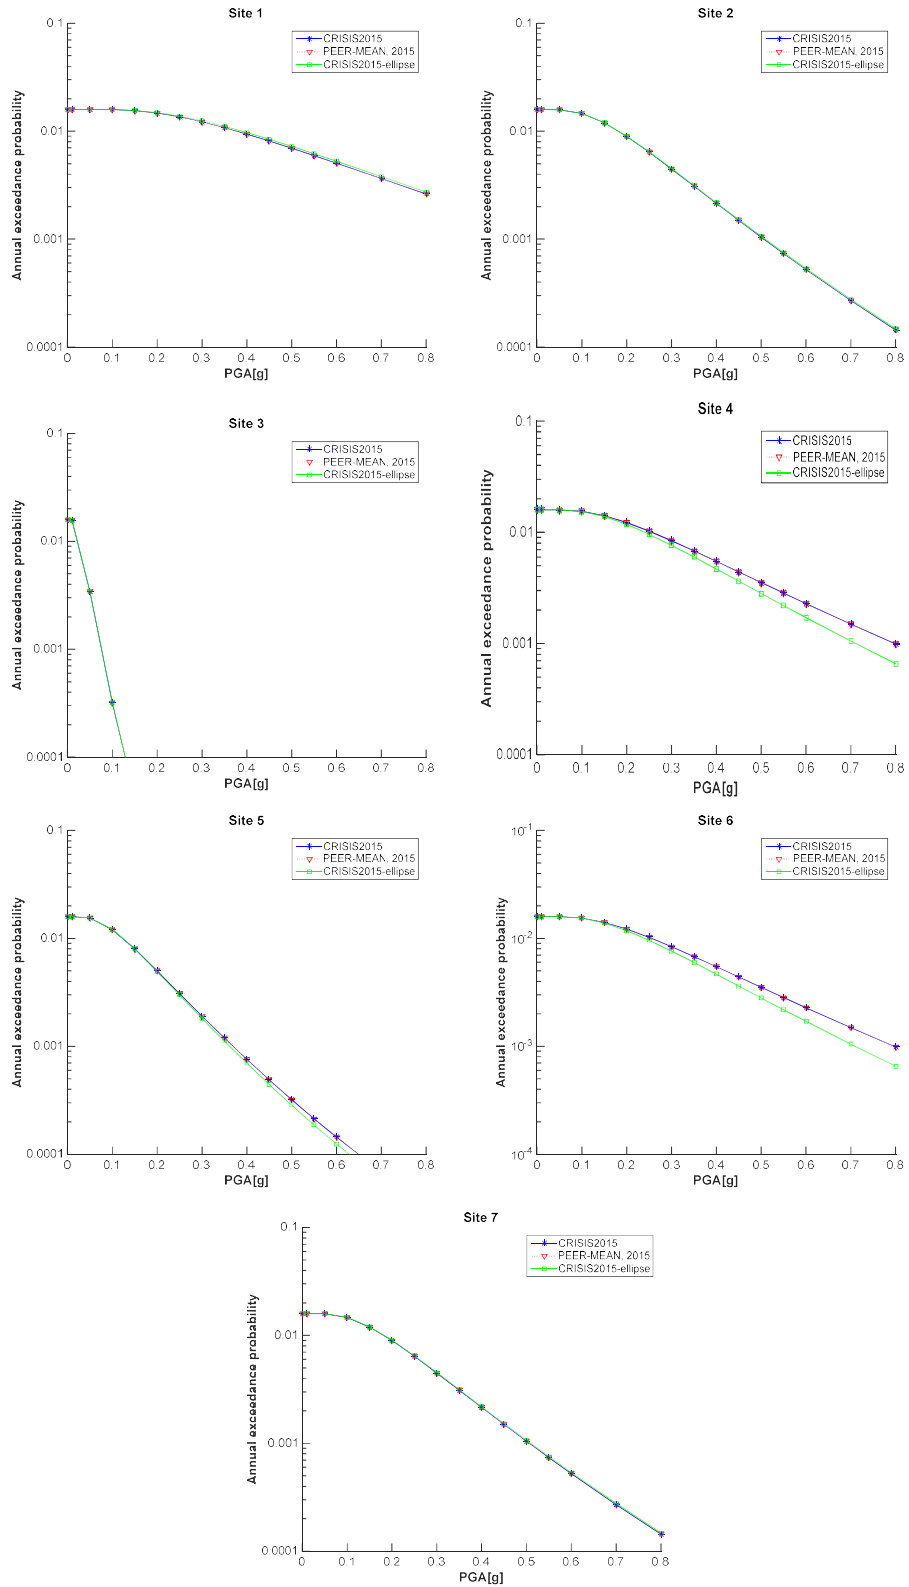 Site 1
0.1
CRISIS2015
PEER-MEAN, 2015
CRISIS2015-ellipse
0.01
0.001
0.0001
Annual exceedance probability
0 0.1 0.2 0.3 0.4 0.5 0.6 0.7 0.8
PGA[g]
Site 2
0.1
CRISIS2015
PEER-MEAN, 2015
CRISIS2015-ellipse
0.01
0.001
0.0001
Annual exceedance probability
0 0.1 0.2 0.3 0.4 0.5 0.6 0.7 0.8
PGA[g]
Site 3
0.1
CRISIS2015
PEER-MEAN, 2015
CRISIS2015-ellipse
0.01
0.001
0.0001
Annual exceedance probability
0 0.1 0.2 0.3 0.4 0.5 0.6 0.7 0.8
PGA[g]
Site 4
0.1
CRISIS2015
PEER-MEAN, 2015
CRISIS2015-ellipse
0.01
0.001
0.0001
Annual exceedance probability
0 0.1 0.2 0.3 0.4 0.5 0.6 0.7 0.8
PGA[g]
Site 5
0.1
CRISIS2015
PEER-MEAN, 2015
CRISIS2015-ellipse
0.01
0.001
0.0001
Annual exceedance probability
0 0.1 0.2 0.3 0.4 0.5 0.6 0.7 0.8
PGA[g]
Site 6
10⁻¹
CRISIS2015
PEER-MEAN, 2015
CRISIS2015-ellipse
10⁻²
10⁻³
10⁻⁴
Annual exceedance probability
0 0.1 0.2 0.3 0.4 0.5 0.6 0.7 0.8
PGA[g]
Site 7
0.1
CRISIS2015
PEER-MEAN, 2015
CRISIS2015-ellipse
0.01
0.001
0.0001
Annual exceedance probability
0 0.1 0.2 0.3 0.4 0.5 0.6 0.7 0.8
PGA[g]